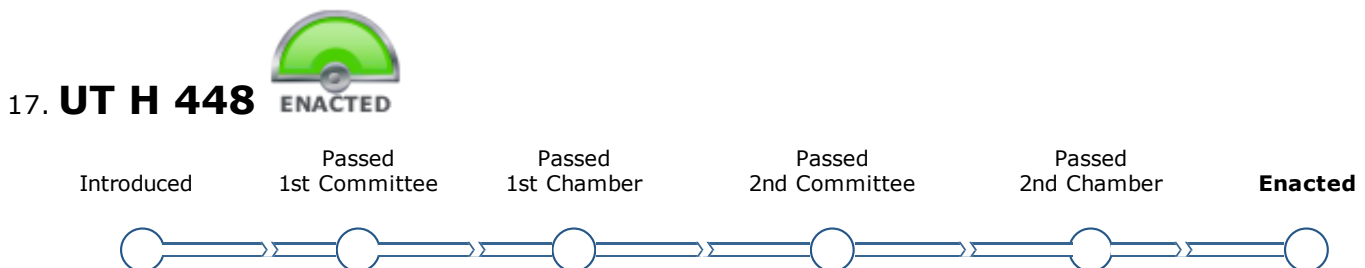 17. UT H 448 ENACTED
Introduced
Passed 1st Committee
Passed 1st Chamber
Passed 2nd Committee
Passed 2nd Chamber
Enacted